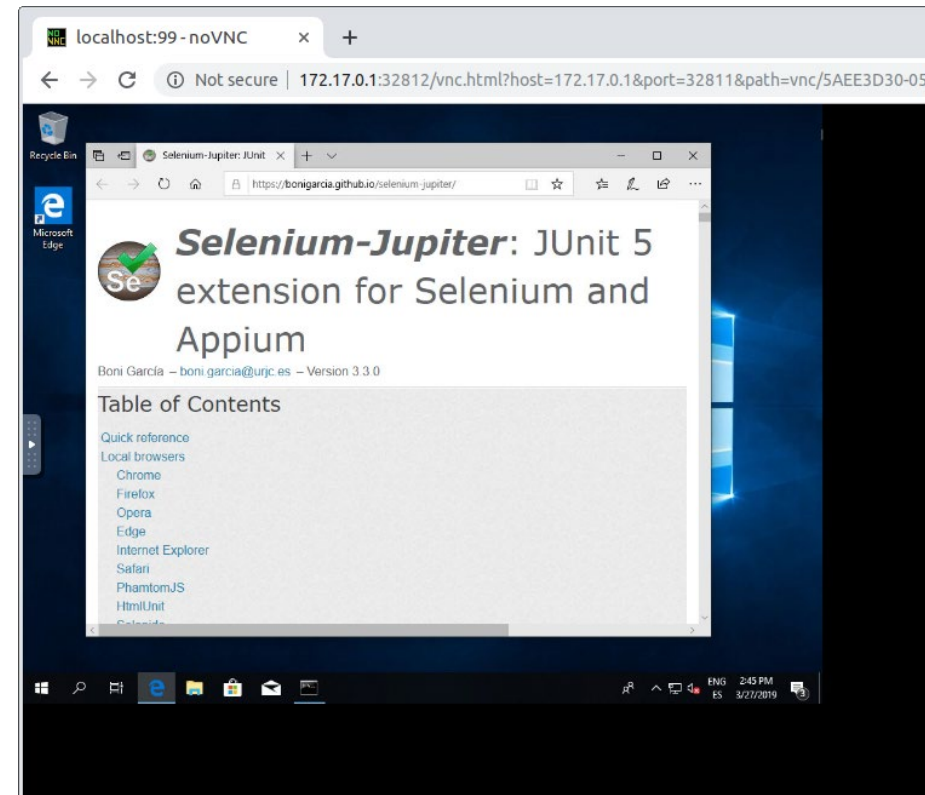 localhost:99 - noVNC
Not secure | 172.17.0.1:32812/vnc.html?host=172.17.0.1&port=32811&path=vnc/5AEE3D30-05
Recycle Bin
Selenium-Jupiter: JUnit
https://bonigarcia.github.io/selenium-jupiter/
Microsoft
Edge
Se
Selenium-Jupiter: JUnit 5
extension for Selenium and
Appium
Boni García – boni.garcia@urjc.es – Version 3.3.0
Table of Contents
Quick reference
Local browsers
Chrome
Firefox
Opera
Edge
Internet Explorer
Safari
PhamtomJS
HtmlUnit
ENG 2:45 PM
ES 3/27/2019
3